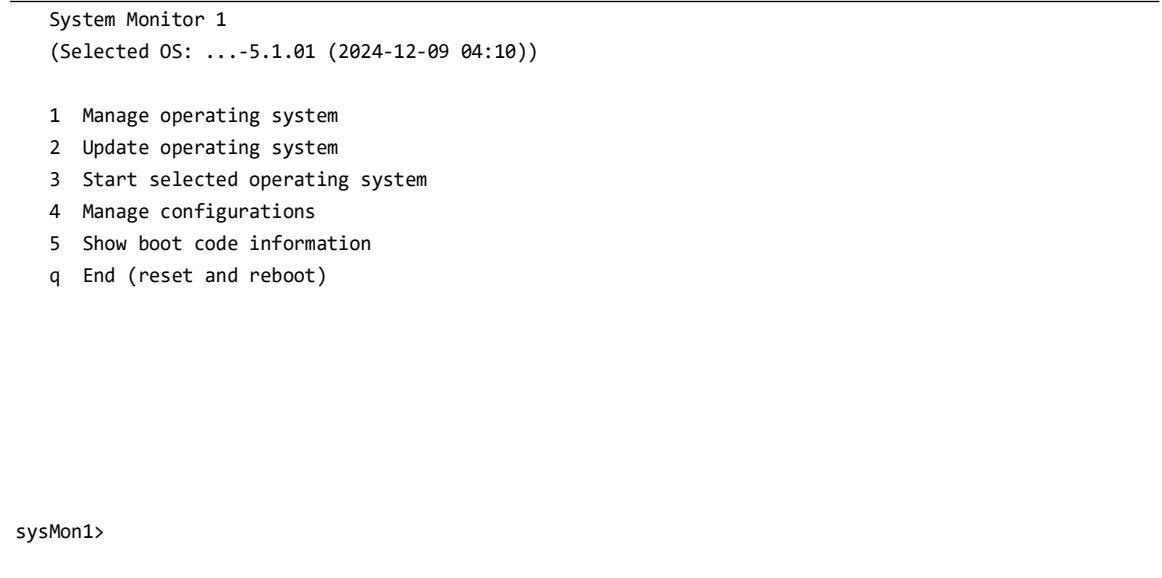 System Monitor 1
(Selected OS: ...-5.1.01 (2024-12-09 04:10))
1 Manage operating system
2 Update operating system
3 Start selected operating system
4 Manage configurations
5 Show boot code information
q End (reset and reboot)
sysMon1>